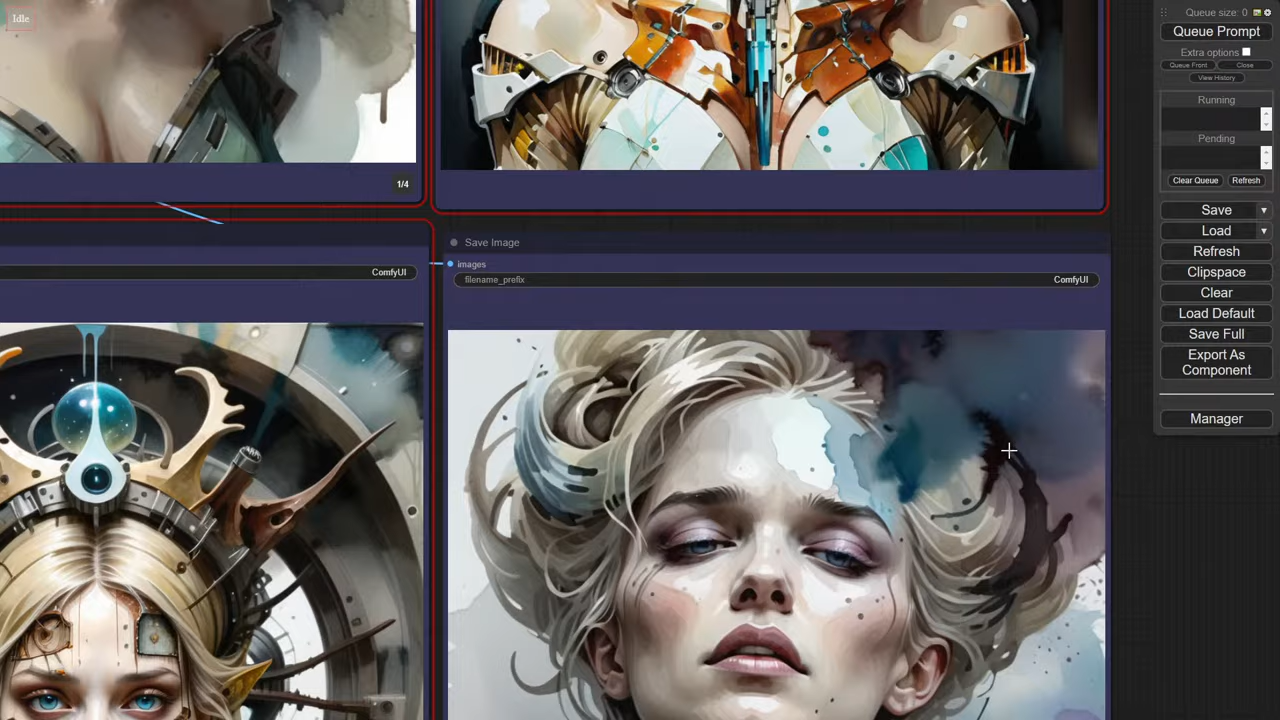 Idle
1/4
ComfyUI
Save Image
images
filename_prefix
ComfyUI
Queue size: 0
Queue Prompt
Extra options
Queue Front
Close
View History
Running
Pending
Clear Queue
Refresh
Save
Load
Refresh
Clipspace
Clear
Load Default
Save Full
Export As
Component
Manager